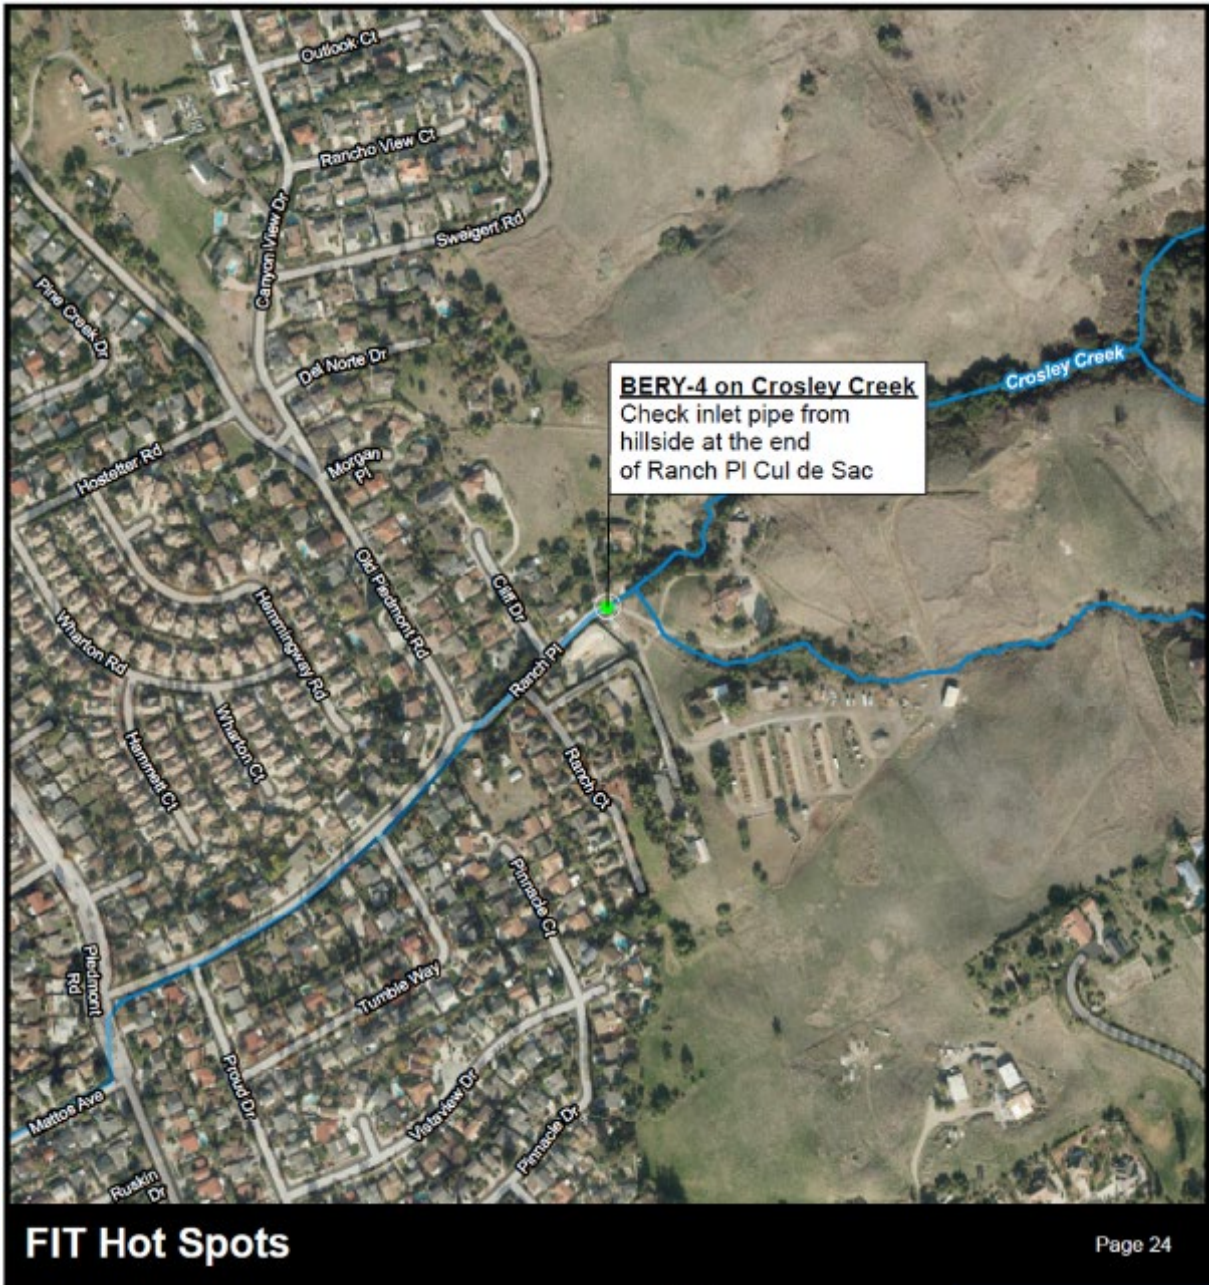 Outlook Ct
Rancho View Ct
Canyon View Dr
Sweigert Rd
Pine Creek Dr
Del Norte Dr
Crosley Creek
BERY-4 on Crosley Creek
Check inlet pipe from
hillside at the end
of Ranch Pl Cul de Sac
Hostetter Rd
Morgan
Pl
Old Piedmont Rd
Cliff Dr
Hemmingway Rd
Wharton Rd
Ranch Pl
Wharton Ct
Hammett Ct
Ranch Ct
Pinnacle Ct
Piedmont
Rd
Tumble Way
Proud Dr
Vistaview Dr
Mattos Ave
Pinnacle Dr
Ruskin
Dr
FIT Hot Spots
Page 24